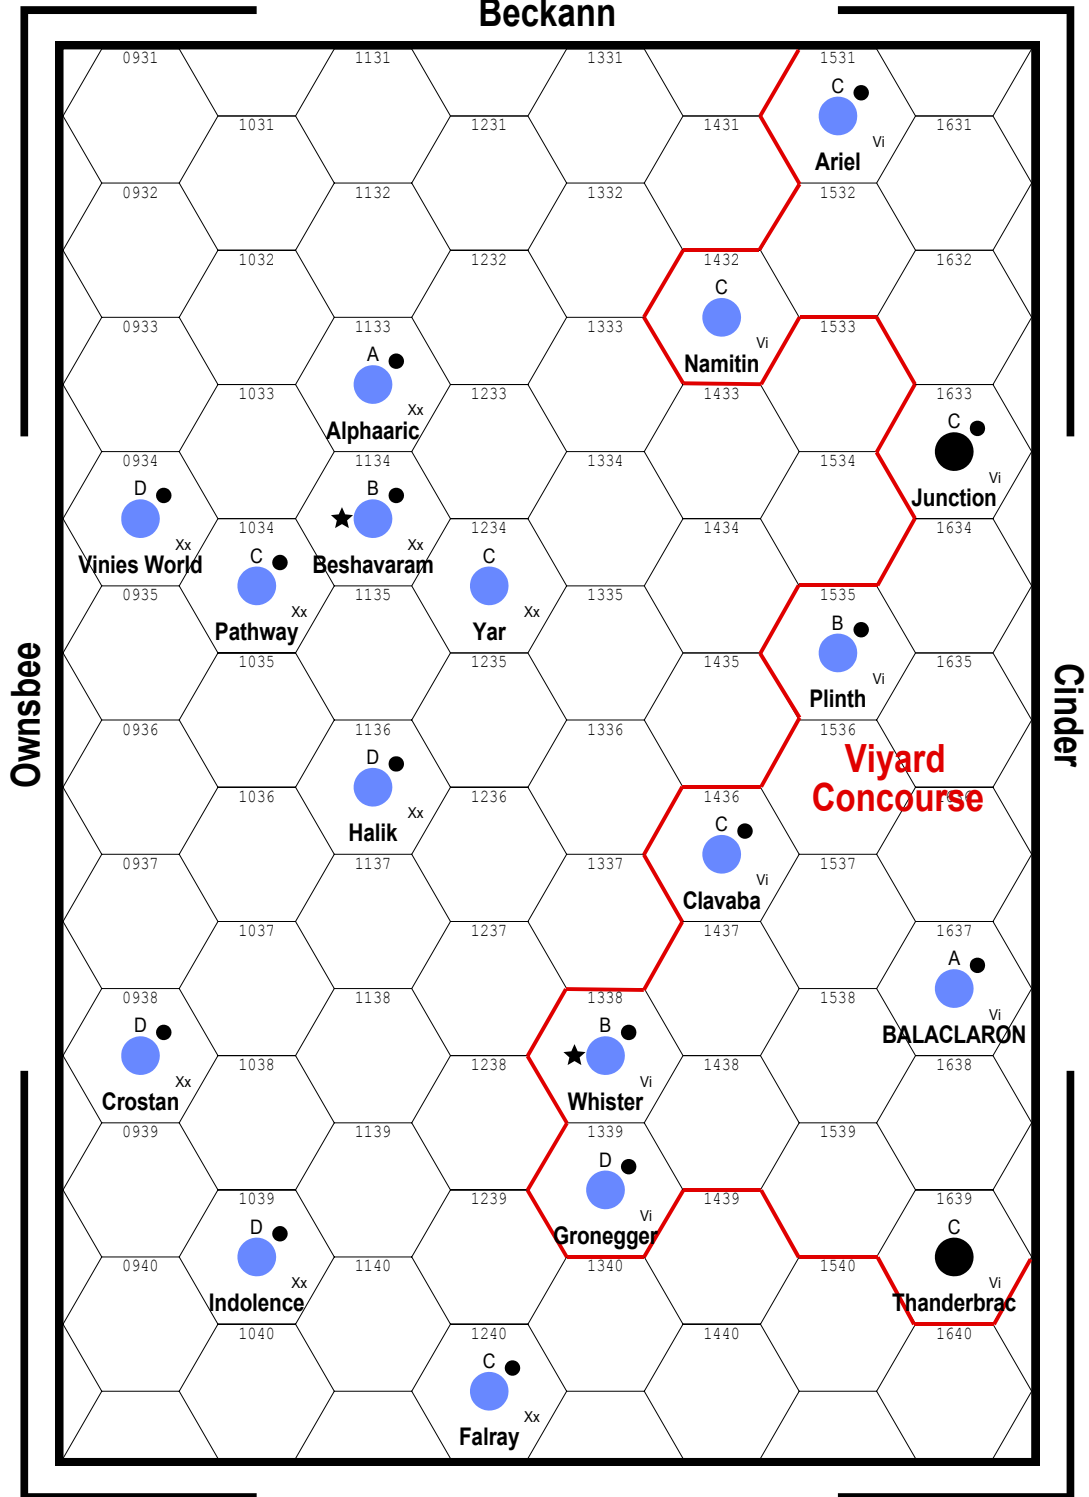 Beckann
0931 1131 1331 1531
C
1031 1231 1431 1631
Vi
Ariel
0932 1132 1332 1532
1032 1232 1432 1632
C
0933 1133 1333 1533
Vi
A
Namitin
1033 1233 1433 1633
Xx
C
Alphaaric
0934 1134 1334 1534
Vi
D B
Junction
1034 1234 1434 1634
Xx Xx
C C
Vinies World Beshavaram
0935 1135 1335 1535
Xx Xx
B
Pathway Yar
1035 1235 1435 1635
Vi
Plinth
0936 1136 1336 1536
D
Viyard
Concourse
1036 1236 1436
Xx
C
Halik
0937 1137 1337 1537
Vi
Clavaba
1037 1237 1437 1637
A
0938 1138 1338 1538
Vi
D B
BALACLARON
1038 1238 1438 1638
Xx Vi
Crostan Whister
0939 1139 1339 1539
D
1039 1239 1439 1639
Vi
D C
Gronegger
0940 1140 1340 1540
Xx Vi
Indolence Thanderbrac
1040 1240 1440 1640
C
Xx
Falray
Ownsbee
Cinder